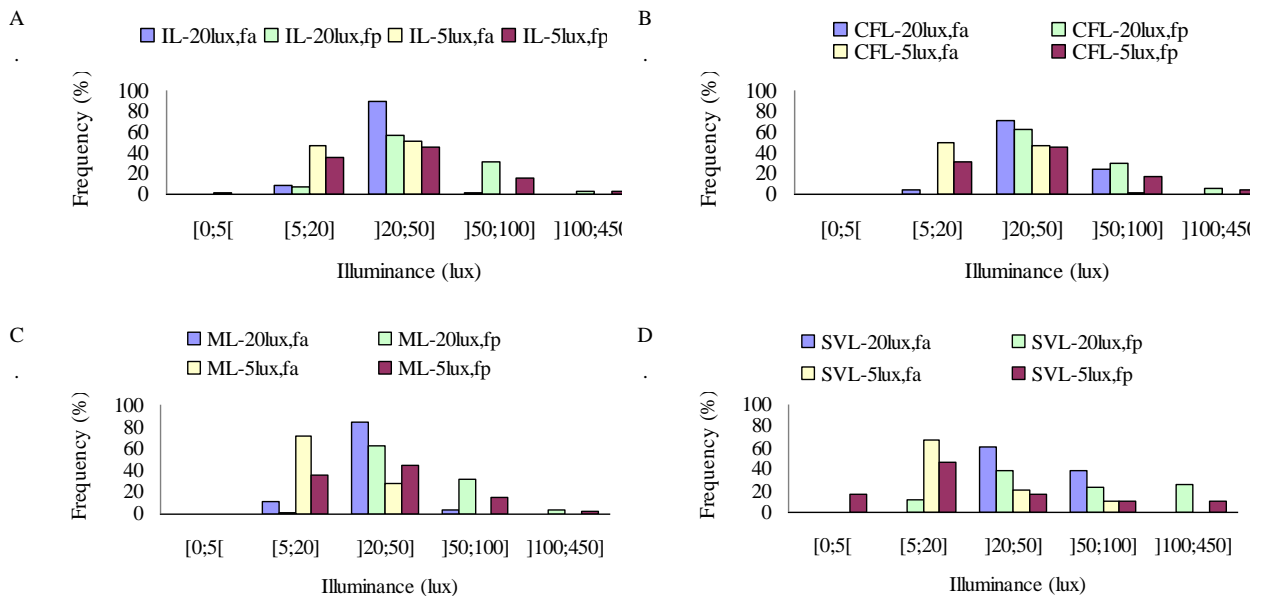 A
.
IL-20lux,fa IL-20lux,fp IL-5lux,fa IL-5lux,fp
Frequency (%)
100
80
60
40
20
0
[0;5[ [5;20] ]20;50] ]50;100] ]100;450
Illuminance (lux)
B
.
CFL-20lux,fa CFL-20lux,fp
CFL-5lux,fa CFL-5lux,fp
Frequency (%)
100
80
60
40
20
0
[0;5[ [5;20] ]20;50] ]50;100] ]100;450
Illuminance (lux)
C
.
ML-20lux,fa ML-20lux,fp
ML-5lux,fa ML-5lux,fp
Frequency (%)
100
80
60
40
20
0
[0;5[ [5;20] ]20;50] ]50;100] ]100;450]
Illuminance (lux)
D
.
SVL-20lux,fa SVL-20lux,fp
SVL-5lux,fa SVL-5lux,fp
Frequency (%)
100
80
60
40
20
0
[0;5[ [5;20] ]20;50] ]50;100] ]100;450]
Illuminance (lux)